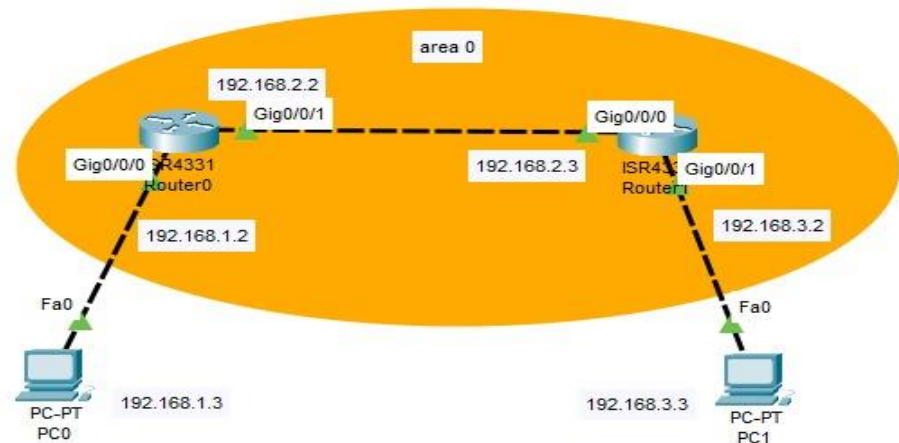 area 0
192.168.2.2
Gig0/0/1
Gig0/0/0
Gig0/0/0
Router0
192.168.2.3
Gig0/0/1
192.168.1.2
192.168.3.2
Fa0
Fa0
PC-PT
PC0
192.168.1.3
192.168.3.3
PC-PT
PC1